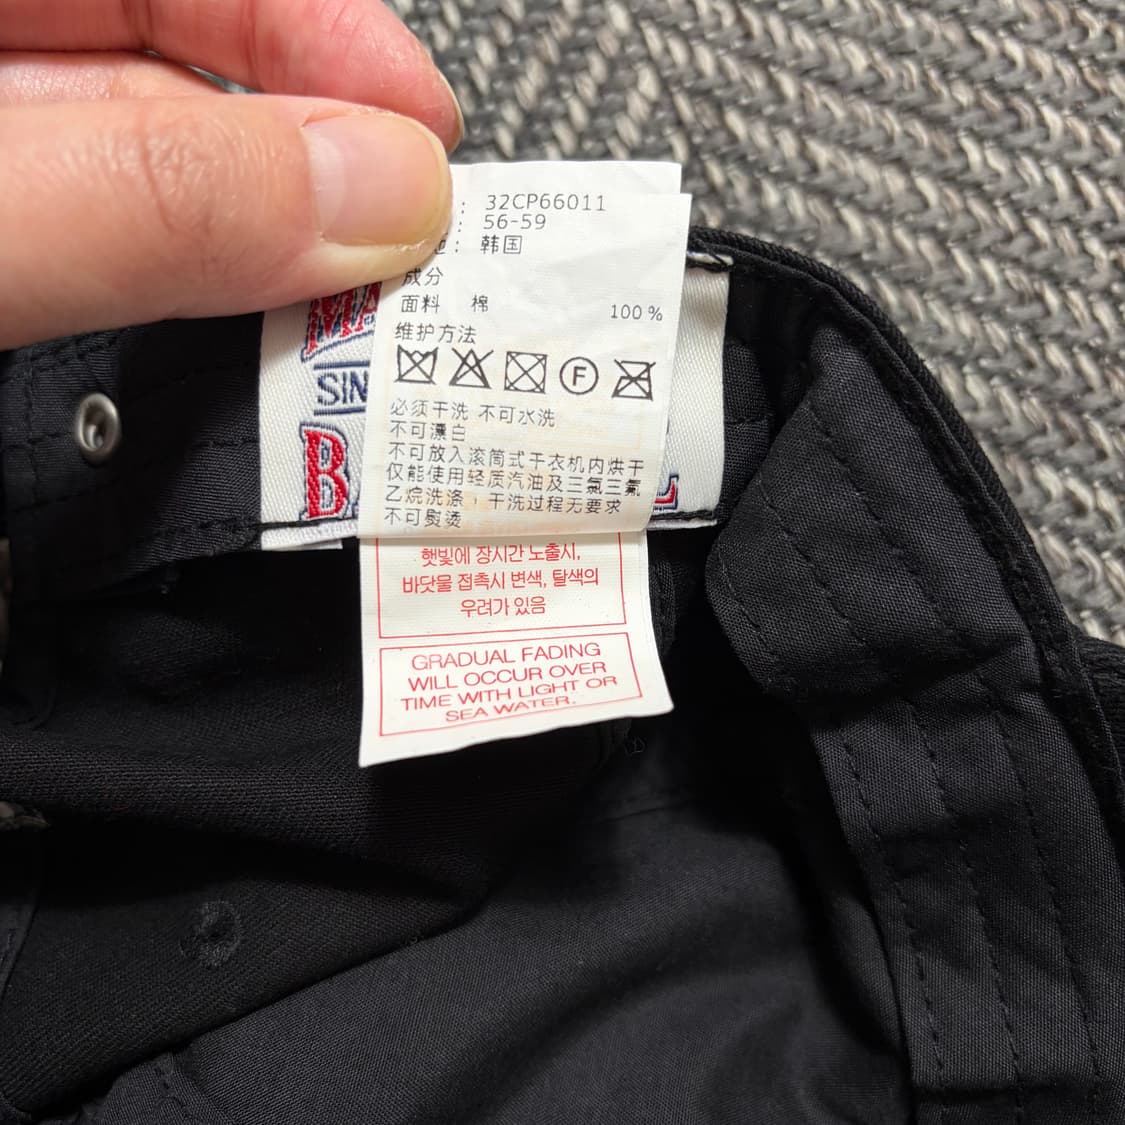 : 32CP66011
: 56-59
地: 韩国
成分
面料 棉 100%
维护方法
F
必须干洗 不可水洗
不可漂白
不可放入滚筒式干衣机内烘干
仅能使用轻质汽油及三氯三氟
乙烷洗涤，干洗过程无要求
不可熨烫
MA
SIN
B
L
햇빛에 장시간 노출시,
바닷물 접촉시 변색, 탈색의
우려가 있음
GRADUAL FADING
WILL OCCUR OVER
TIME WITH LIGHT OR
SEA WATER.